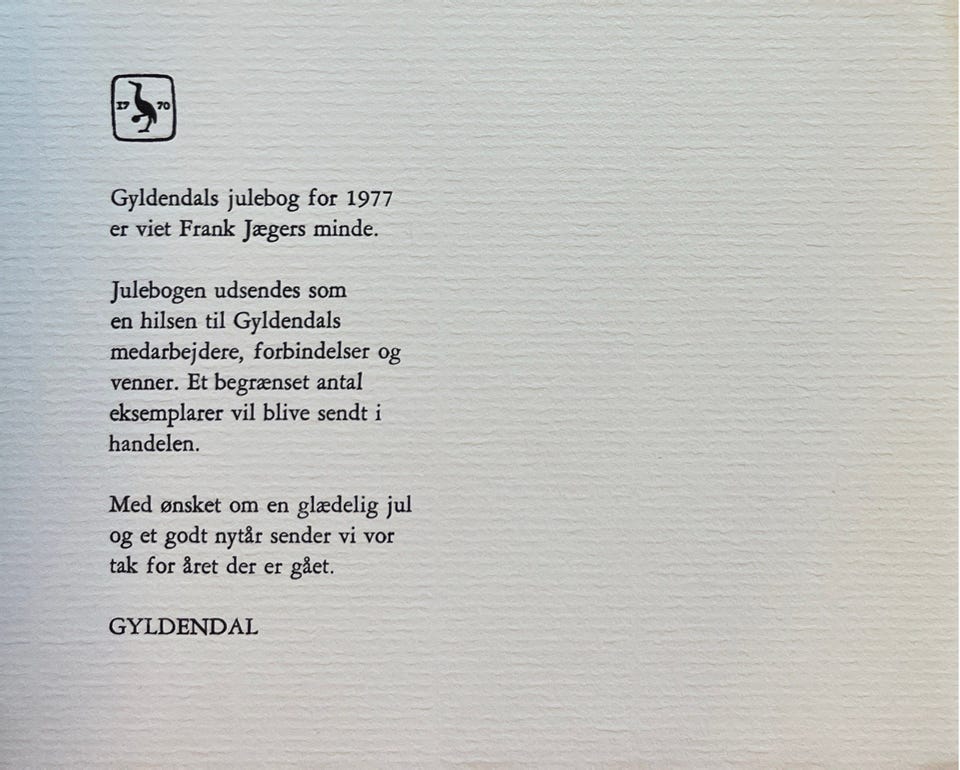 17 70
Gyldendals julebog for 1977
er viet Frank Jægers minde.
Julebogen udsendes som
en hilsen til Gyldendals
medarbejdere, forbindelser og
venner. Et begrænset antal
eksemplarer vil blive sendt i
handelen.
Med ønsket om en glædelig jul
og et godt nytår sender vi vor
tak for året der er gået.
GYLDENDAL